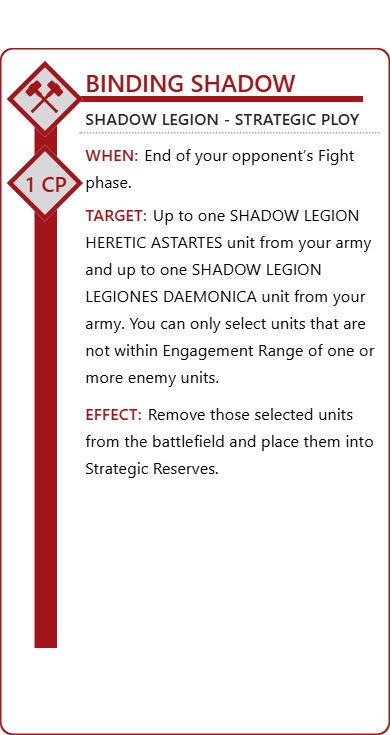 BINDING SHADOW
SHADOW LEGION - STRATEGIC PLOY
1 CP
WHEN: End of your opponent's Fight
phase.
TARGET: Up to one SHADOW LEGION
HERETIC ASTARTES unit from your army
and up to one SHADOW LEGION
LEGIONES DAEMONICA unit from your
army. You can only select units that are
not within Engagement Range of one or
more enemy units.
EFFECT: Remove those selected units
from the battlefield and place them into
Strategic Reserves.